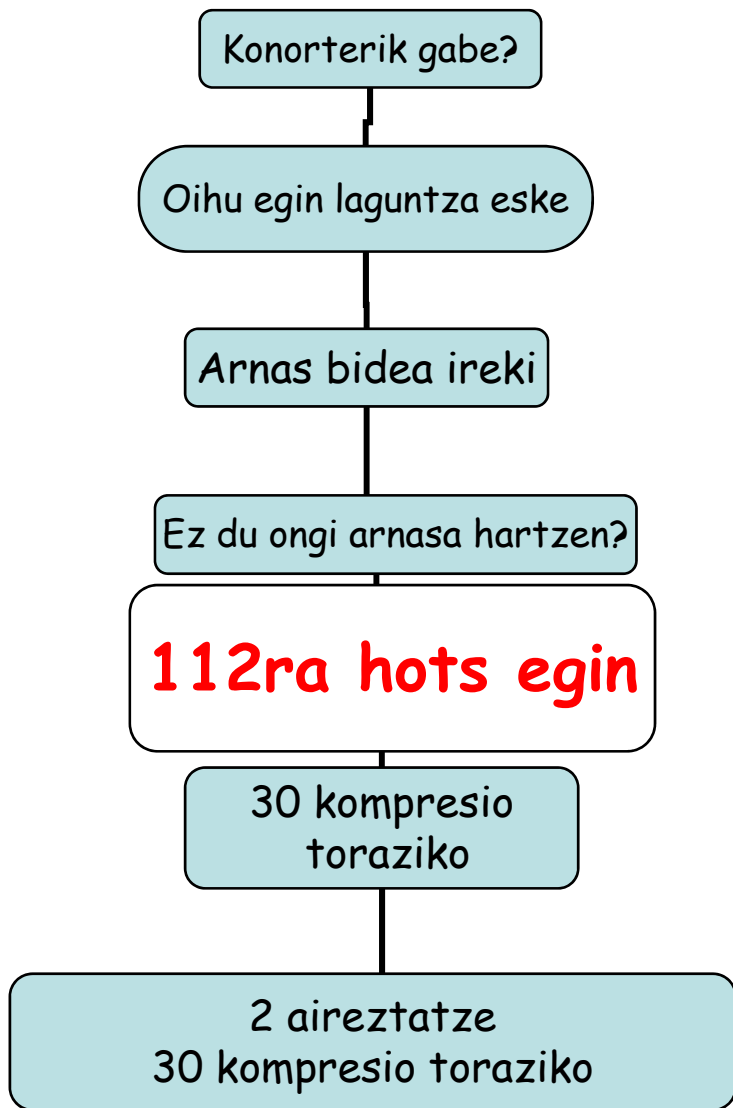 Konorterik gabe?
Oihu egin laguntza eske
Arnas bidea ireki
Ez du ongi arnasa hartzen?
112ra hots egin
30 kompresio
toraziko
2 aireztatze
30 kompresio toraziko